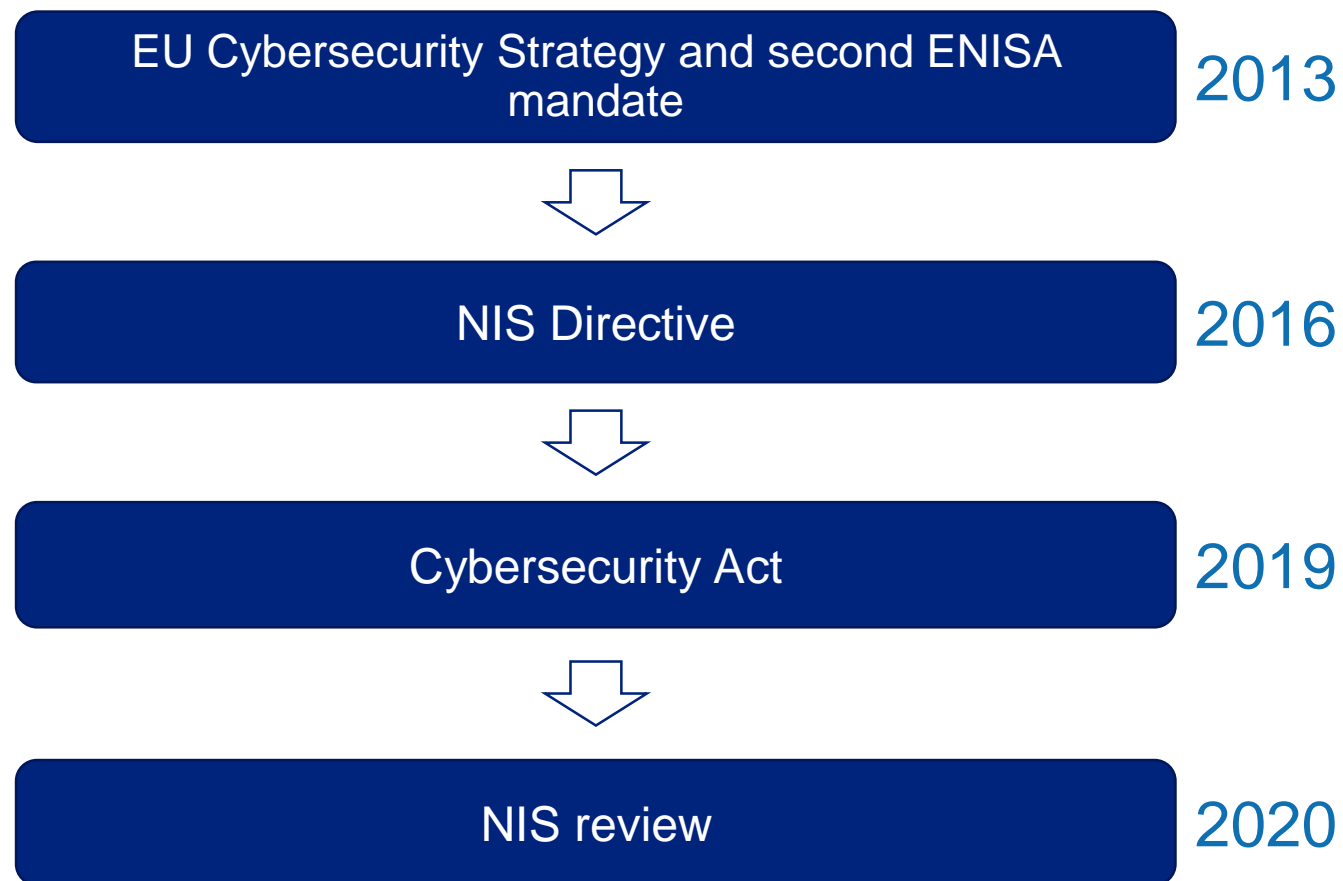 EU Cybersecurity Strategy and second ENISA
mandate
2013
NIS Directive
2016
Cybersecurity Act
2019
NIS review
2020